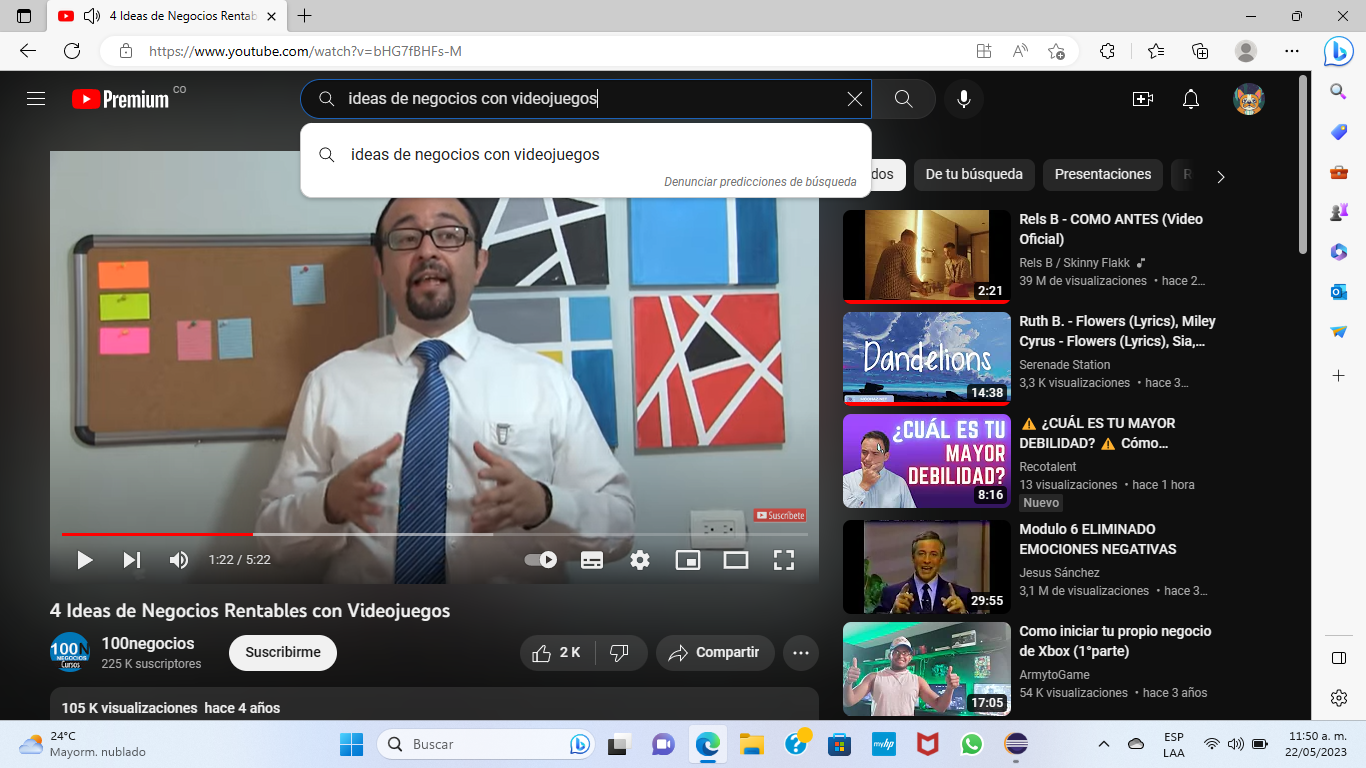 4 Ideas de Negocios Rentab
https://www.youtube.com/watch?v=bHG7fBHFs-M
Premium CO
ideas de negocios con videojuegos
ideas de negocios con videojuegos
Denunciar predicciones de búsqueda
dos
De tu búsqueda
Presentaciones
R
Suscríbete
1:22 / 5:22
4 Ideas de Negocios Rentables con Videojuegos
100N
NEGOCIOS
Cursos
100negocios
225 K suscriptores
Suscribirme
2 K
Compartir
105 K visualizaciones hace 4 años
2:21
Rels B - COMO ANTES (Video
Oficial)
Rels B / Skinny Flakk
39 M de visualizaciones • hace 2...
Dandelions
14:38
Ruth B. - Flowers (Lyrics), Miley
Cyrus - Flowers (Lyrics), Sia,...
Serenade Station
3,3 K visualizaciones • hace 3...
¿CUÁL ES TU
MAYOR
DEBILIDAD?
8:16
⚠️ ¿CUÁL ES TU MAYOR
DEBILIDAD? ⚠️ Cómo...
Recotalent
13 visualizaciones • hace 1 hora
Nuevo
29:55
Modulo 6 ELIMINADO
EMOCIONES NEGATIVAS
Jesus Sánchez
3,1 M de visualizaciones • hace 3...
17:05
Como iniciar tu propio negocio
de Xbox (1°parte)
ArmytoGame
54 K visualizaciones • hace 3 años
24°C
Mayorm. nublado
Buscar
myhp
ESP
LAA
11:50 a. m.
22/05/2023